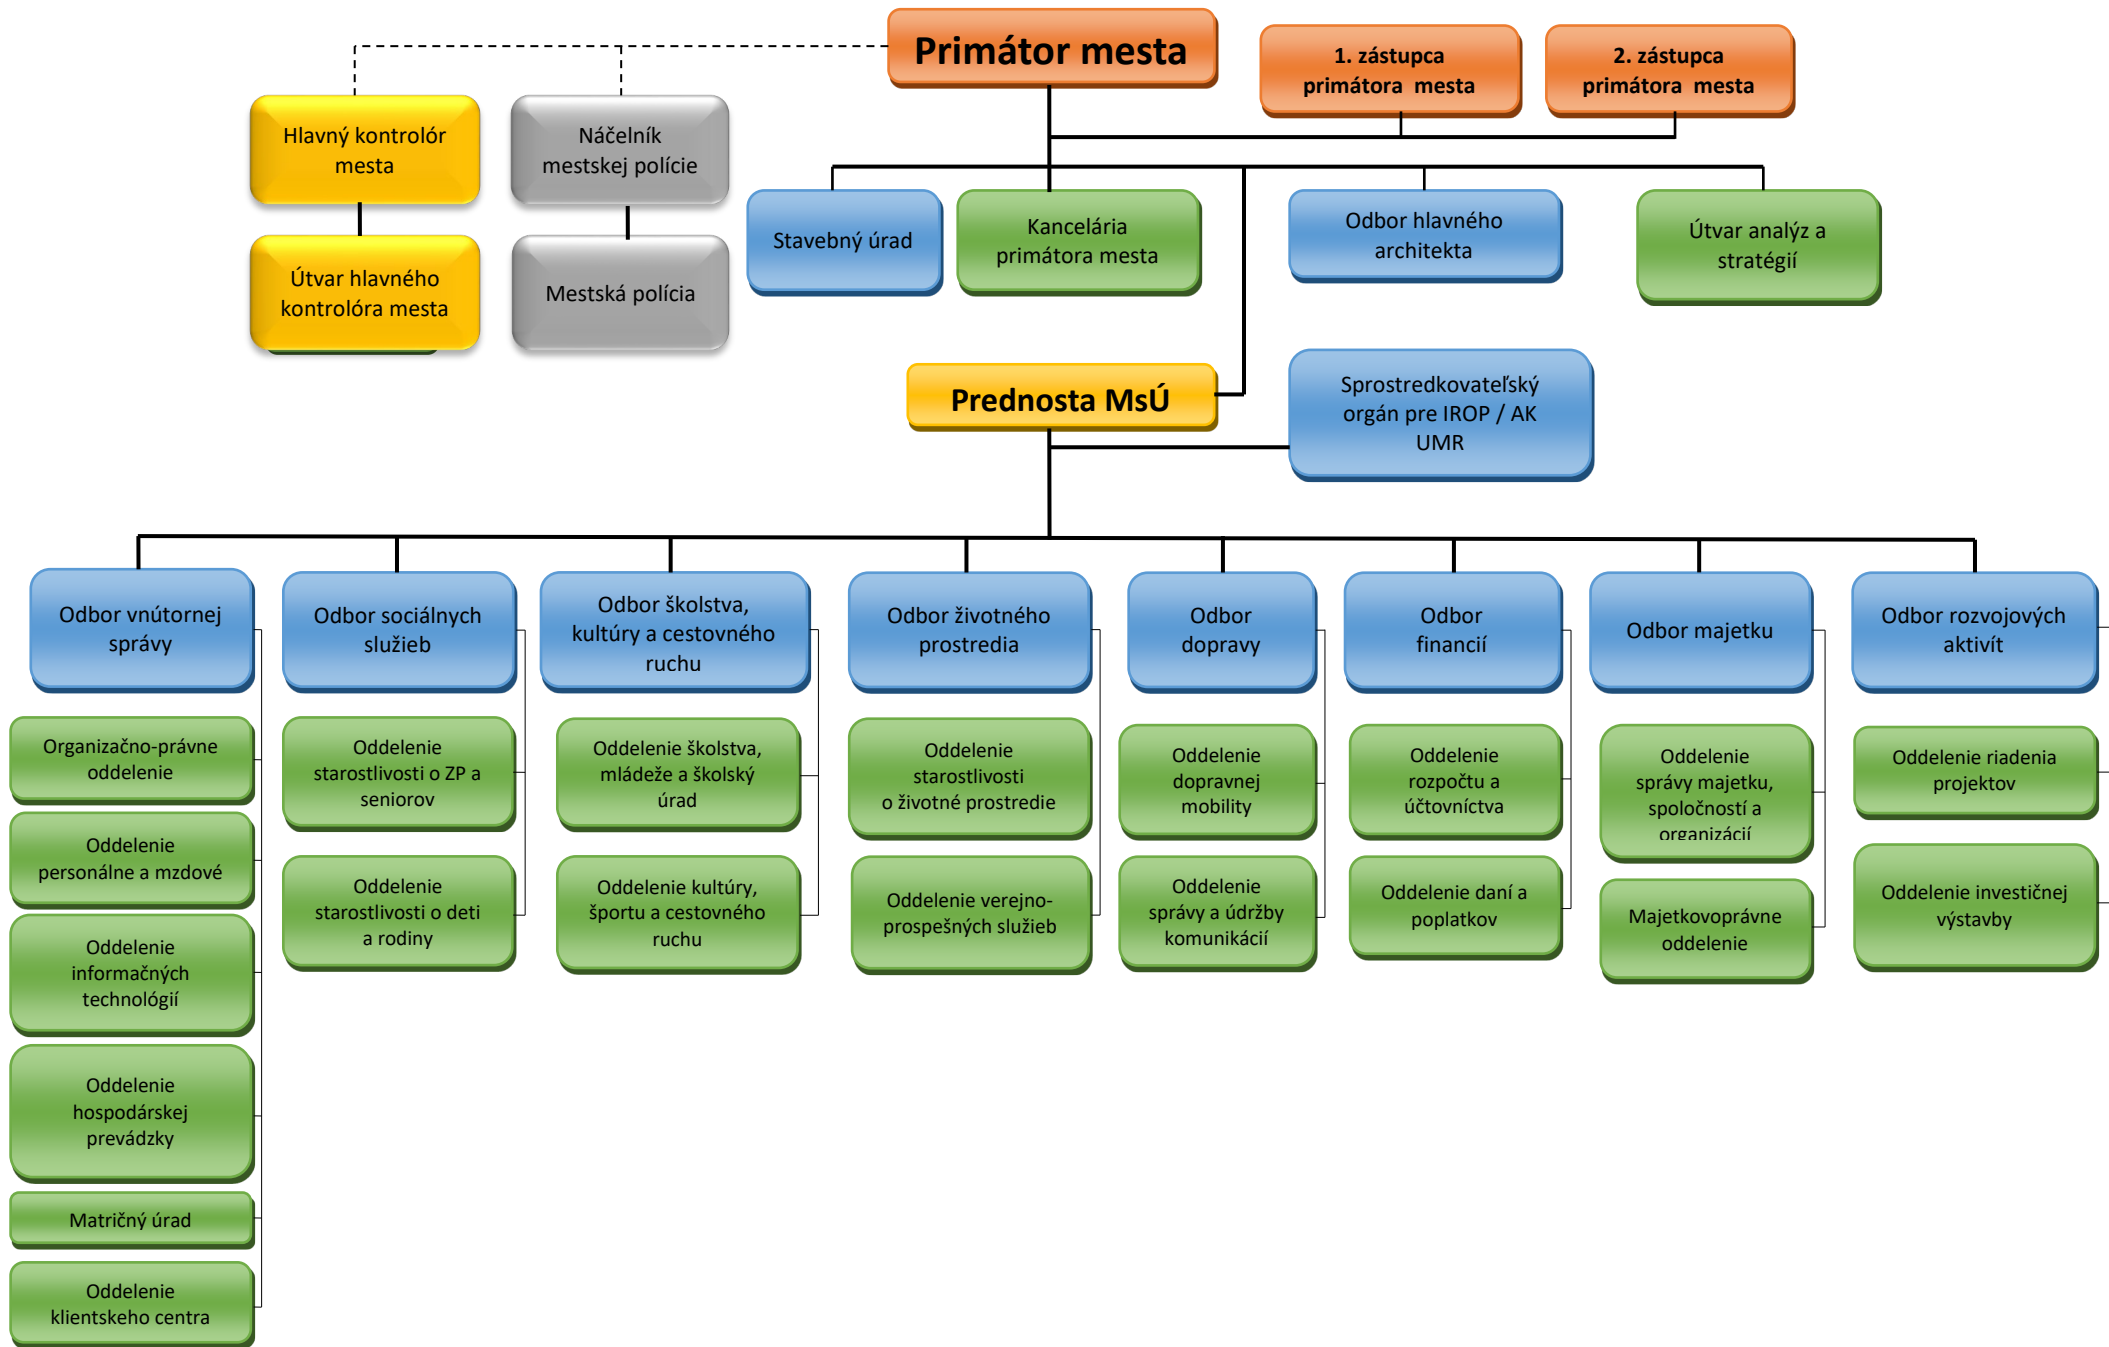 Primátor mesta
1. zástupca
primátora mesta
2. zástupca
primátora mesta
Hlavný kontrolór
mesta
Náčelník
mestskej polície
Útvar hlavného
kontrolóra mesta
Mestská polícia
Stavebný úrad
Kancelária
primátora mesta
Odbor hlavného
architekta
Útvar analýz a
stratégií
Prednosta MsÚ
Sprostredkovateľský
orgán pre IROP / AK
UMR
Odbor vnútornej
správy
Odbor sociálnych
služieb
Odbor školstva,
kultúry a cestovného
ruchu
Odbor životného
prostredia
Odbor
dopravy
Odbor
financií
Odbor majetku
Odbor rozvojových
aktivít
Organizačno-právne
oddelenie
Oddelenie
personálne a mzdové
Oddelenie
informačných
technológií
Oddelenie
hospodárskej
prevádzky
Matričný úrad
Oddelenie
klientskeho centra
Oddelenie
starostlivosti o ZP a
seniorov
Oddelenie
starostlivosti o deti
a rodiny
Oddelenie školstva,
mládeže a školský
úrad
Oddelenie kultúry,
športu a cestovného
ruchu
Oddelenie
starostlivosti
o životné prostredie
Oddelenie verejno-
prospešných služieb
Oddelenie
dopravnej
mobility
Oddelenie
správy a údržby
komunikácií
Oddelenie
rozpočtu a
účtovníctva
Oddelenie daní a
poplatkov
Oddelenie
správy majetku,
spoločností a
organizácií
Majetkovoprávne
oddelenie
Oddelenie riadenia
projektov
Oddelenie investičnej
výstavby